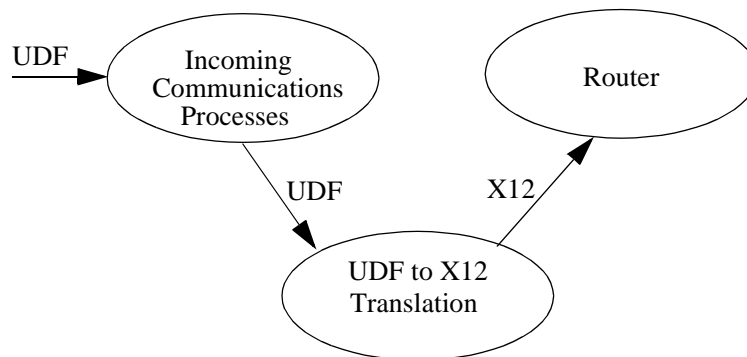 UDF
Incoming
Communications
Processes
Router
UDF
X12
UDF to X12
Translation